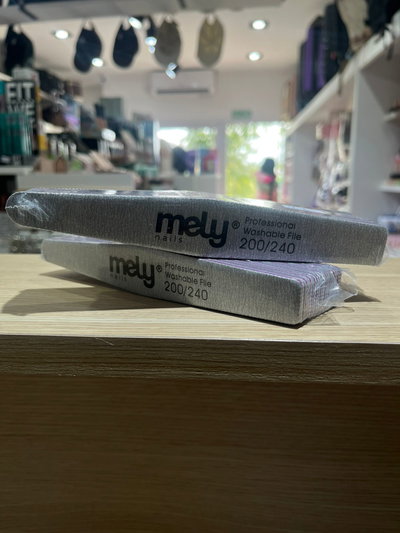 mely®
nails
Professional
Washable File
200/240
mely®
nails
Professional
Washable File
200/240